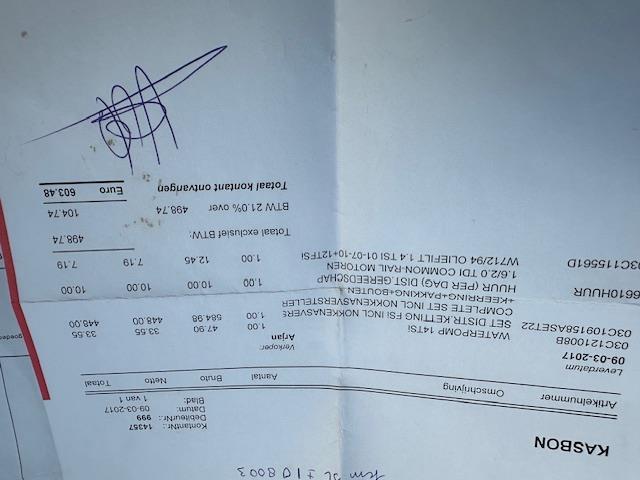 km st ± 108003
KASBON
KontantNr.: 14357
DebiteurNr.: 999
Datum: 09-03-2017
Blad: 1 van 1
Artikelnummer Omschrijving Aantal Bruto Netto Totaal
Leverdatum
09-03-2017
Verkoper: Arjan
03C121008B WATERPOMP 14TSi 1.00 47.90 33.55 33.55
03C109158ASET22 SET DISTR.KETTING FSI INCL NOKKENASVERS 1.00 584.98 448.00 448.00
COMPLETE SET INCL NOKKENASVERSTELLER
+KEERRING+PAKKING+BOUTEN
6610HUUR HUUR (PER DAG) DIST.GEREEDSCHAP 1.00 10.00 10.00 10.00
1.6/2.0 TDI COMMON-RAIL MOTOREN
03C115561D W712/94 OLIEFILT 1.4 TSI 01-07-10+12TFSI 1.00 12.45 7.19 7.19
Totaal exclusief BTW: 498.74
BTW 21.0% over 498.74 104.74
Totaal kontant ontvangen Euro 603.48
goedere